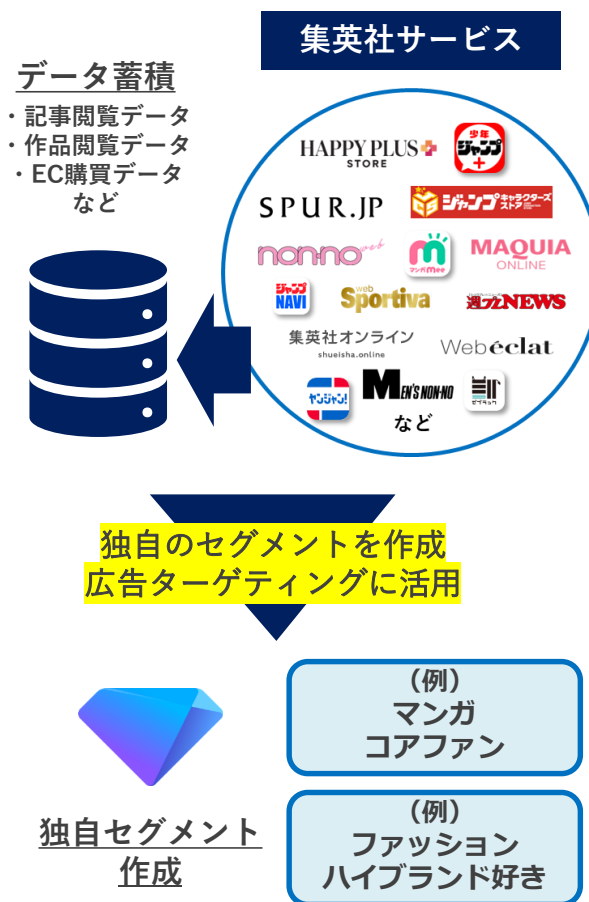 集英社サービス
データ蓄積
・記事閲覧データ
・作品閲覧データ
・EC購買データ
など
HAPPY PLUS
STORE
少年
ジャンプ
+
SPUR.JP
ジャンプキャラクターズストア
non-no web
マンガMee
MAQUIA
ONLINE
ジャンプ
NAVI
web
Sportiva
週プレNEWS
集英社オンライン
shueisha.online
Webéclat
ヤンジャン!
MEN'S NON-NO
ゼブラック
など
独自のセグメントを作成
広告ターゲティングに活用
(例)
マンガ
コアファン
独自セグメント
作成
(例)
ファッション
ハイブランド好き